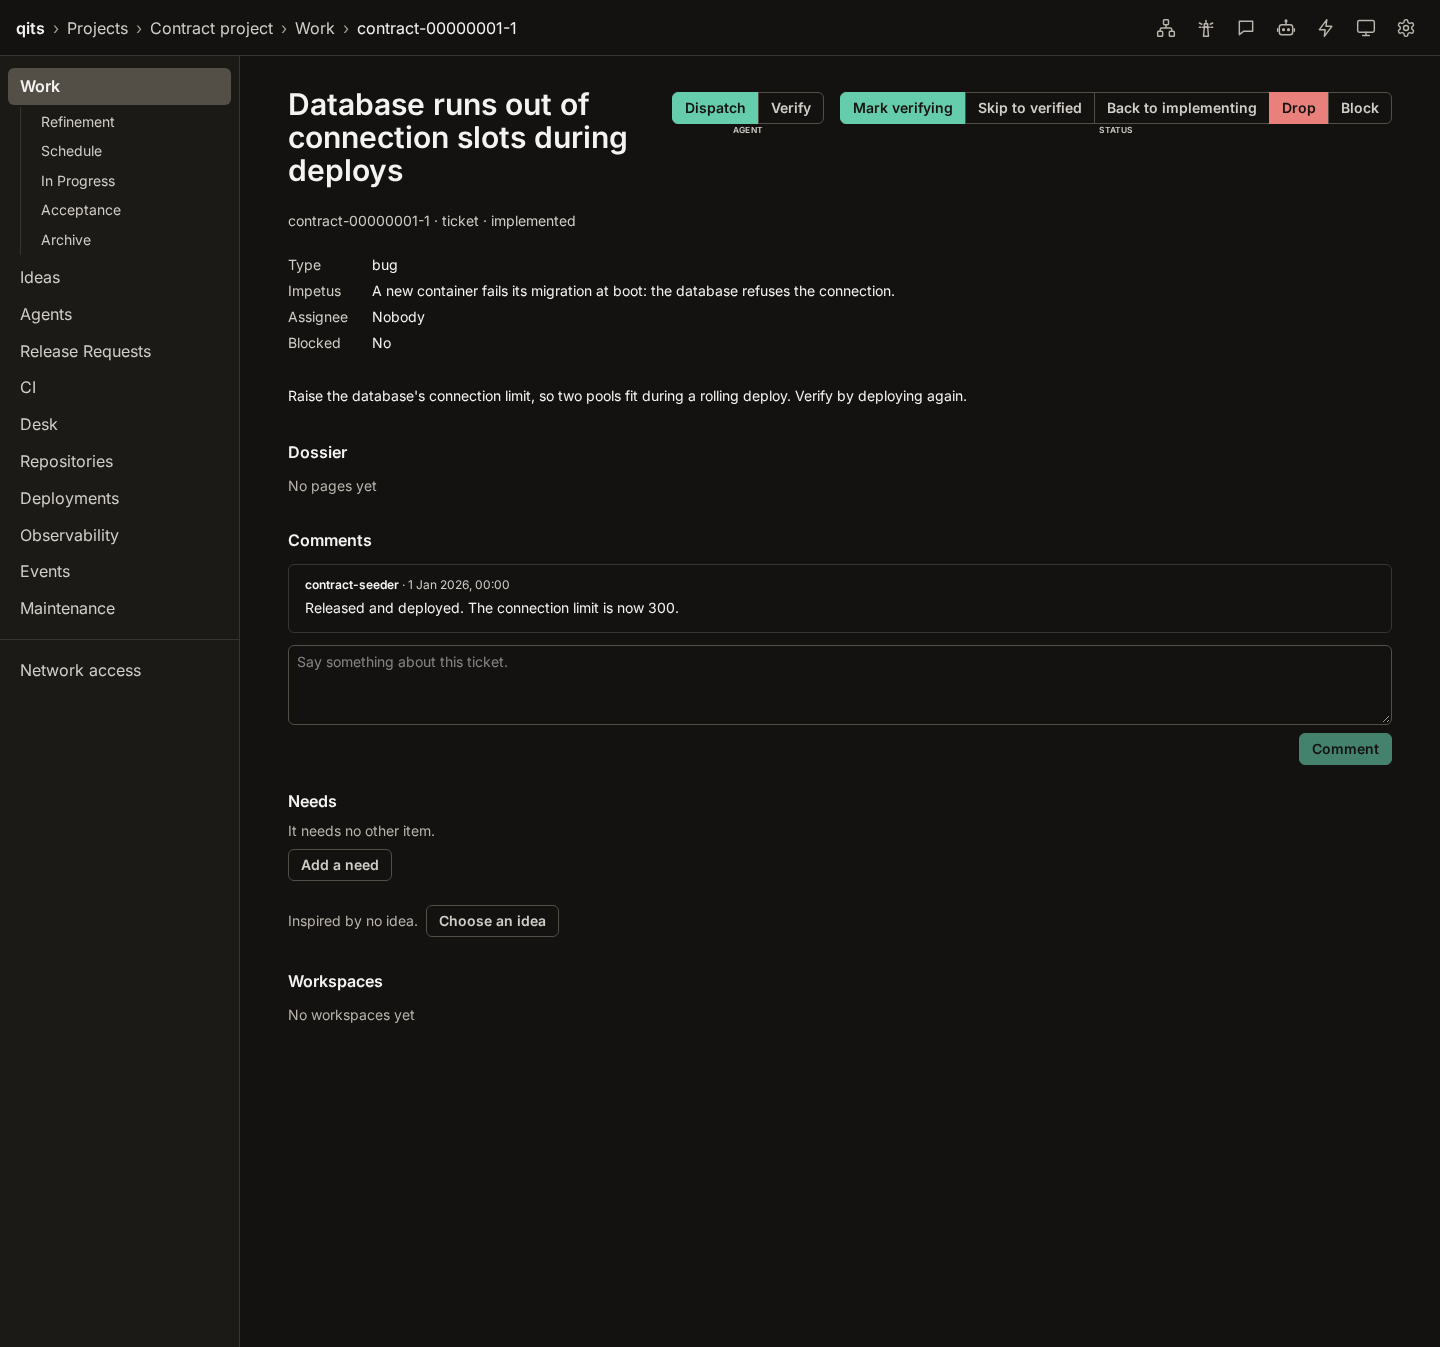 qits › Projects › Contract project › Work › contract-00000001-1
Work
Refinement
Schedule
In Progress
Acceptance
Archive
Ideas
Agents
Release Requests
CI
Desk
Repositories
Deployments
Observability
Events
Maintenance
Network access
Database runs out of
connection slots during
deploys
Dispatch Verify
AGENT
Mark verifying Skip to verified Back to implementing Drop Block
STATUS
contract-00000001-1 · ticket · implemented
Type bug
Impetus A new container fails its migration at boot: the database refuses the connection.
Assignee Nobody
Blocked No
Raise the database's connection limit, so two pools fit during a rolling deploy. Verify by deploying again.
Dossier
No pages yet
Comments
contract-seeder · 1 Jan 2026, 00:00
Released and deployed. The connection limit is now 300.
Say something about this ticket.
Comment
Needs
It needs no other item.
Add a need
Inspired by no idea. Choose an idea
Workspaces
No workspaces yet